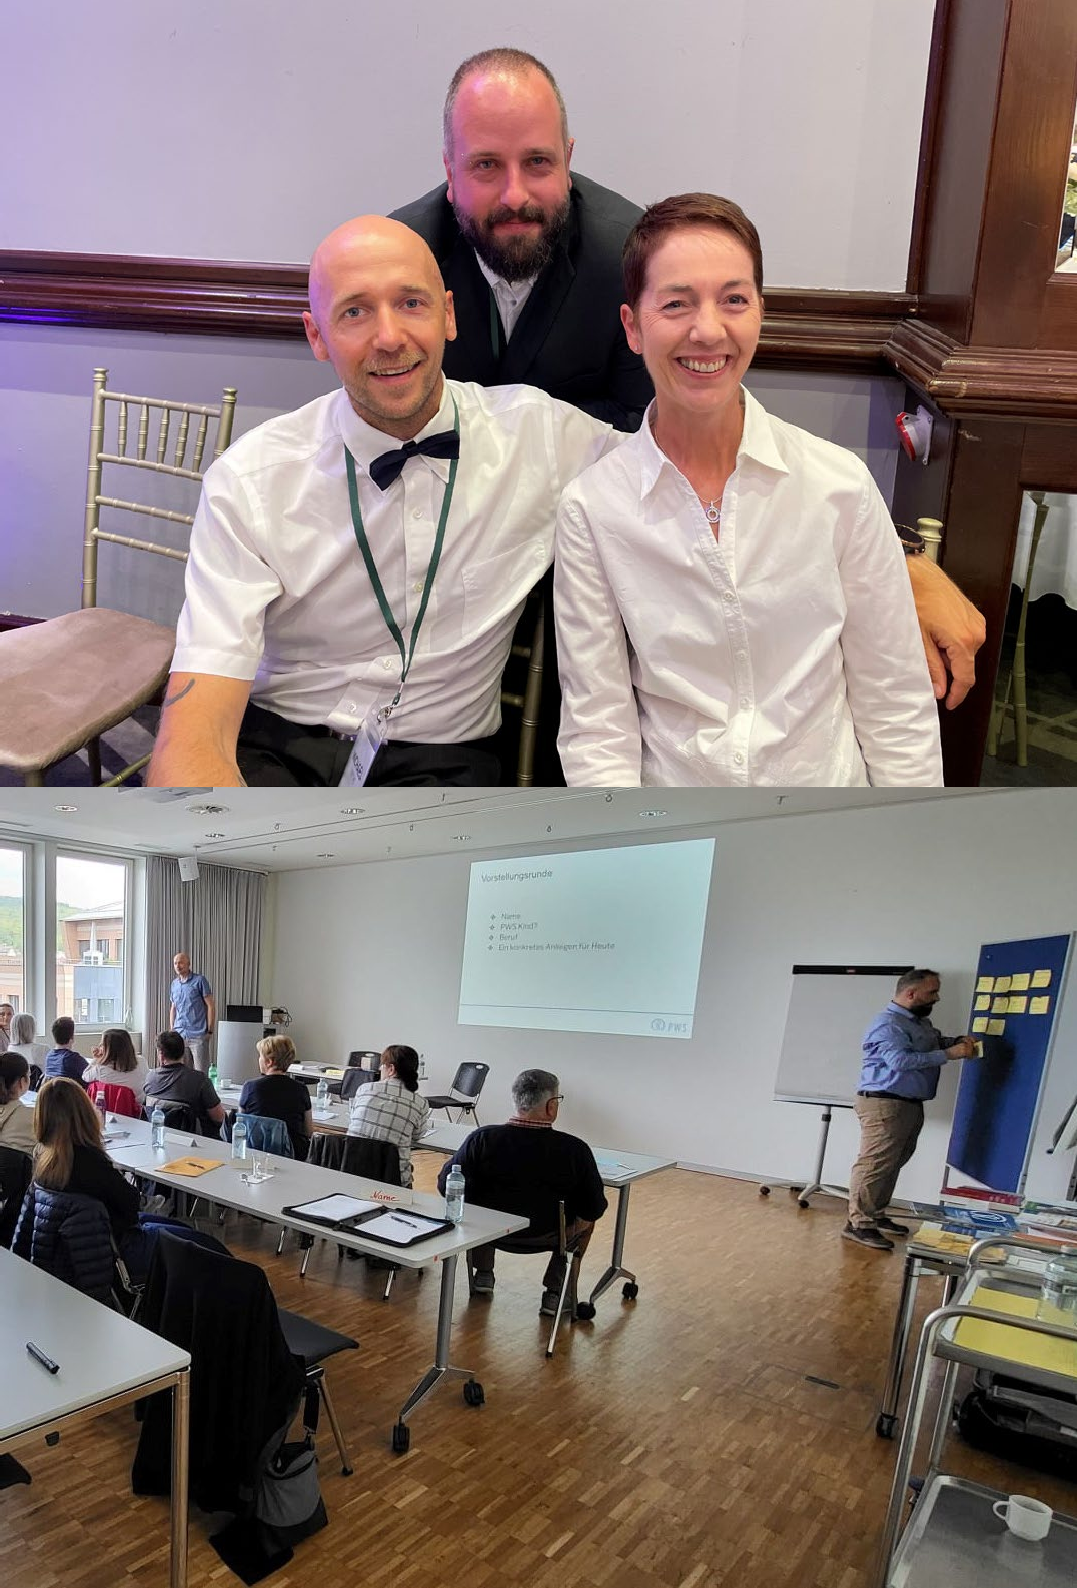 Vorstellungsrunde
❖ Name
❖ PWS Kind?
❖ Beruf
❖ Ein konkretes Anliegen für Heute
PWS
Name